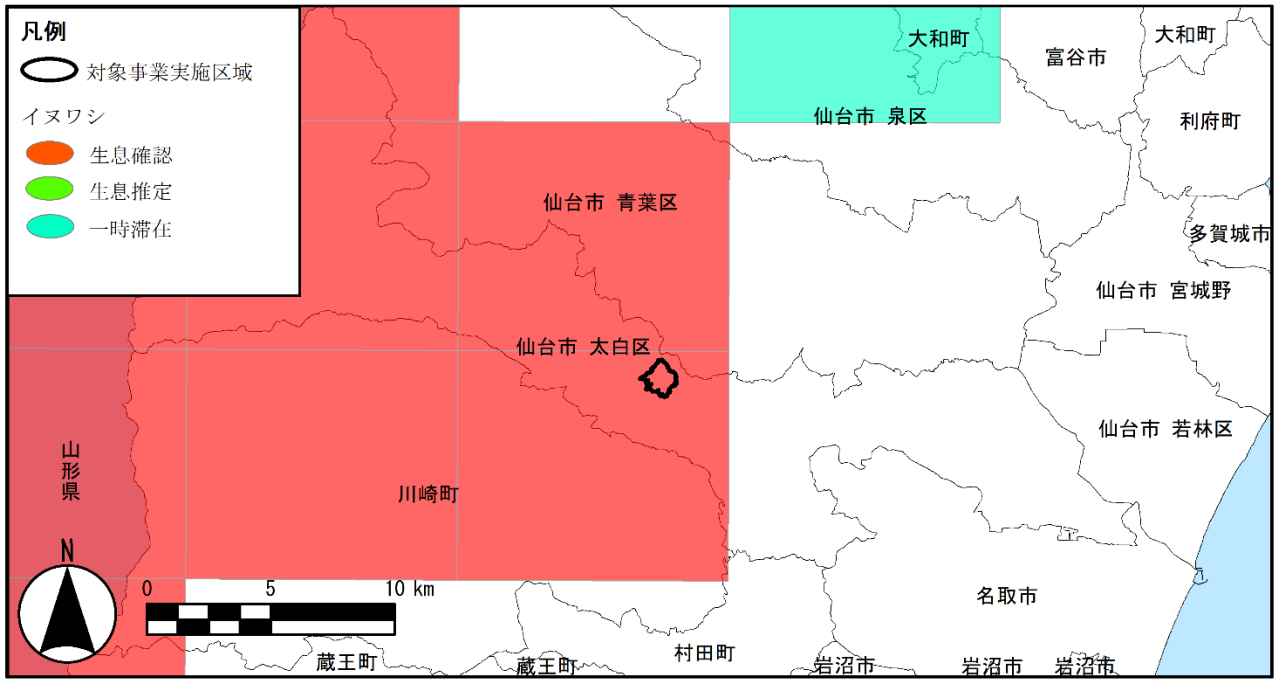 凡例
対象事業実施区域
イヌワシ
生息確認
生息推定
一時滞在
大和町
富谷市
大和町
仙台市 泉区
利府町
仙台市 青葉区
多賀城市
仙台市 宮城野
仙台市 太白区
仙台市 若林区
山形県
川崎町
N
0 5 10 km
名取市
蔵王町
蔵王町
村田町
岩沼市
岩沼市
岩沼市